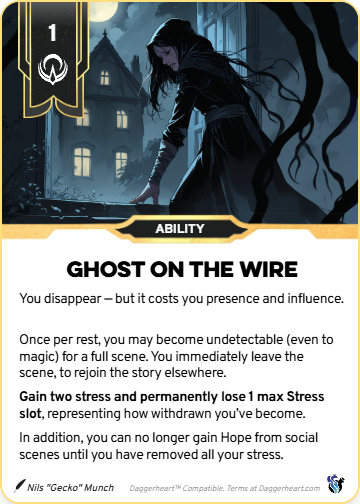 1
ABILITY
GHOST ON THE WIRE
You disappear — but it costs you presence and influence.
Once per rest, you may become undetectable (even to
magic) for a full scene. You immediately leave the
scene, to rejoin the story elsewhere.
Gain two stress and permanently lose 1 max Stress
slot, representing how withdrawn you've become.
In addition, you can no longer gain Hope from social
scenes until you have removed all your stress.
Nils "Gecko" Munch
Daggerheart™ Compatible. Terms at Daggerheart.com